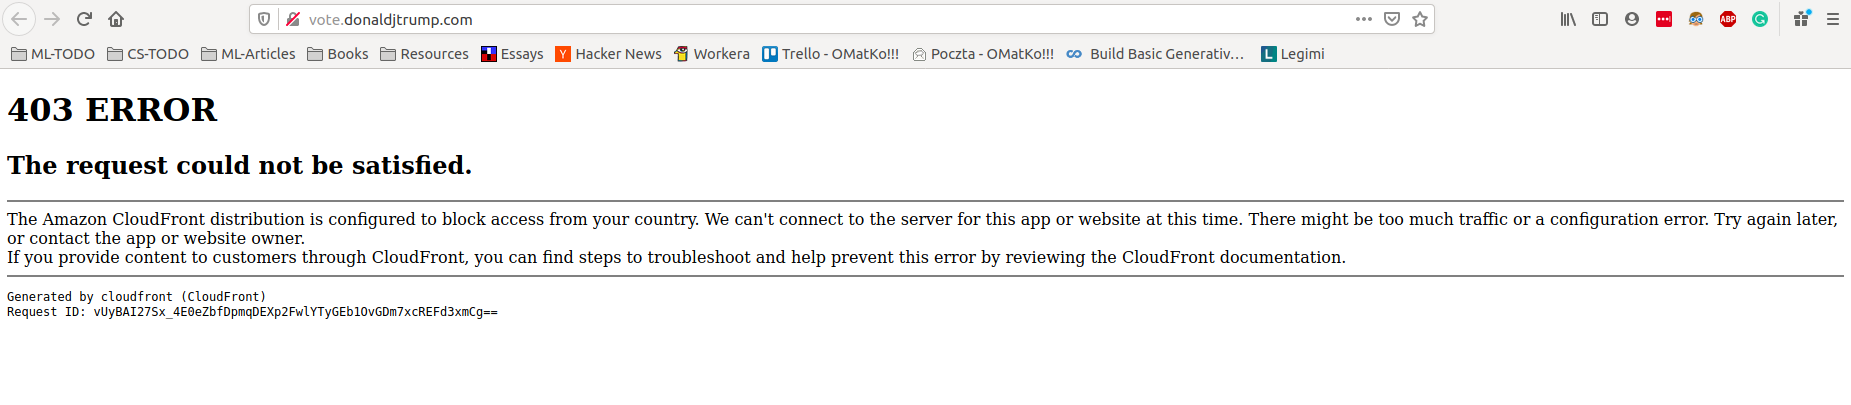 vote.donaldjtrump.com
ABP
ML-TODO CS-TODO ML-Articles Books Resources Essays Y Hacker News Workera Trello - OMatKo!!! Poczta - OMatKo!!! Build Basic Generativ… L Legimi
403 ERROR
The request could not be satisfied.
The Amazon CloudFront distribution is configured to block access from your country. We can't connect to the server for this app or website at this time. There might be too much traffic or a configuration error. Try again later,
or contact the app or website owner.
If you provide content to customers through CloudFront, you can find steps to troubleshoot and help prevent this error by reviewing the CloudFront documentation.
Generated by cloudfront (CloudFront)
Request ID: vUyBAI27Sx_4E0eZbfDpmqDEXp2FwlYTyGEb1OvGDm7xcREFd3xmCg==